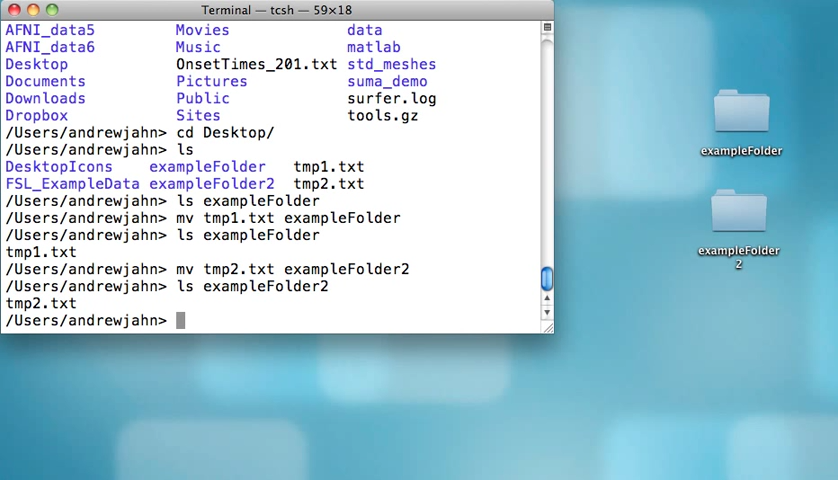 Terminal — tcsh — 59×18
AFNI_data5 Movies data
AFNI_data6 Music matlab
Desktop OnsetTimes_201.txt std_meshes
Documents Pictures suma_demo
Downloads Public surfer.log
Dropbox Sites tools.gz
/Users/andrewjahn> cd Desktop/
/Users/andrewjahn> ls
DesktopIcons exampleFolder tmp1.txt
FSL_ExampleData exampleFolder2 tmp2.txt
/Users/andrewjahn> ls exampleFolder
/Users/andrewjahn> mv tmp1.txt exampleFolder
/Users/andrewjahn> ls exampleFolder
tmp1.txt
/Users/andrewjahn> mv tmp2.txt exampleFolder2
/Users/andrewjahn> ls exampleFolder2
tmp2.txt
/Users/andrewjahn>
exampleFolder
exampleFolder
2